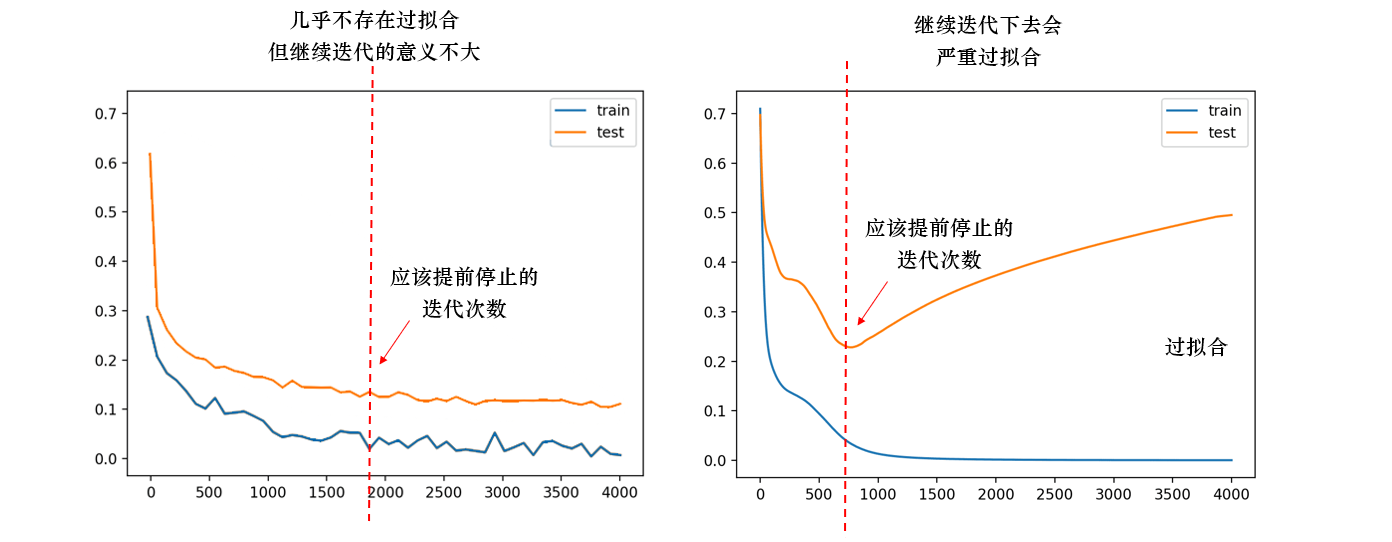 几乎不存在过拟合
但继续迭代的意义不大
train
test
0.7
0.6
0.5
0.4
0.3
0.2
0.1
0.0
应该提前停止的
迭代次数
0
500
1000
1500
2000
2500
3000
3500
4000
继续迭代下去会
严重过拟合
train
test
0.7
0.6
0.5
0.4
0.3
0.2
0.1
0.0
应该提前停止的
迭代次数
过拟合
0
500
1000
1500
2000
2500
3000
3500
4000